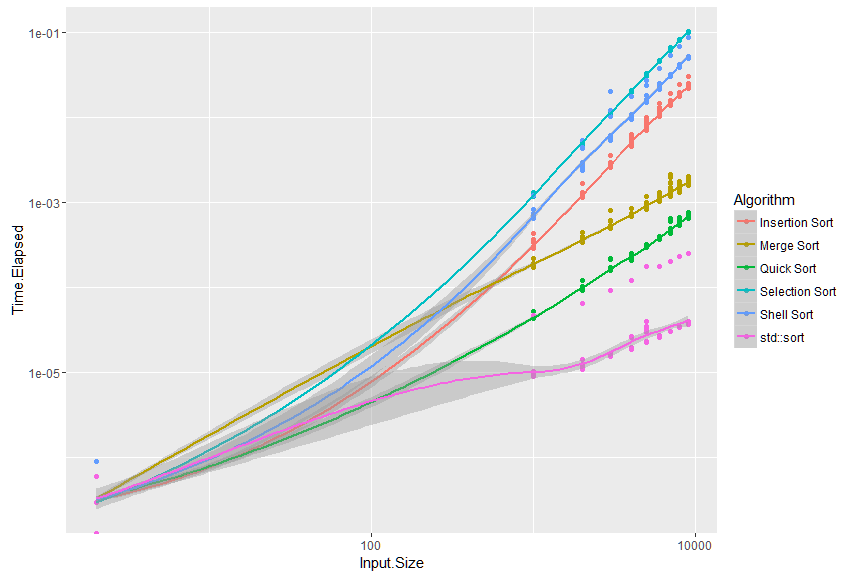 1e-01
1e-03
1e-05
Time.Elapsed
100
10000
Input.Size
Algorithm
Insertion Sort
Merge Sort
Quick Sort
Selection Sort
Shell Sort
std::sort